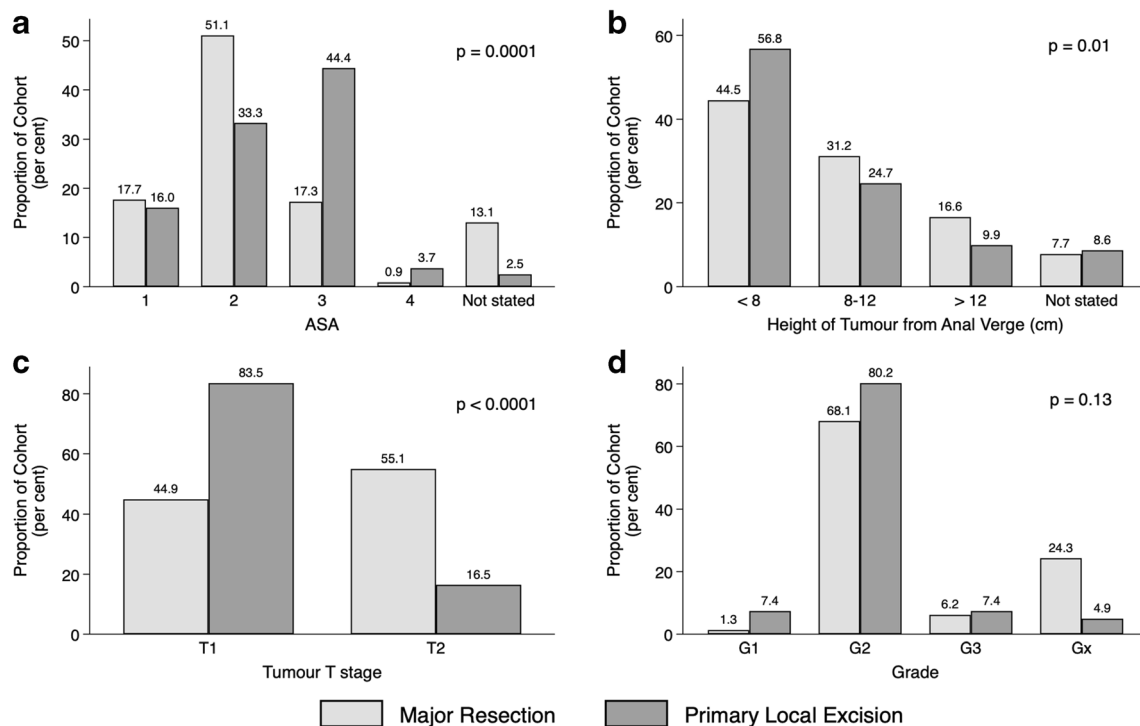 a
Proportion of Cohort
(per cent)
50
40
30
20
10
0
17.7
16.0
51.1
33.3
17.3
44.4
0.9
3.7
13.1
2.5
p = 0.0001
1
2
3
4
Not stated
ASA
b
Proportion of Cohort
(per cent)
60
40
20
0
44.5
56.8
31.2
24.7
16.6
9.9
7.7
8.6
p = 0.01
< 8
8-12
> 12
Not stated
Height of Tumour from Anal Verge (cm)
c
Proportion of Cohort
(per cent)
80
60
40
20
0
44.9
83.5
55.1
16.5
p < 0.0001
T1
T2
Tumour T stage
d
Proportion of Cohort
(per cent)
80
60
40
20
0
1.3
7.4
68.1
80.2
6.2
7.4
24.3
4.9
p = 0.13
G1
G2
G3
Gx
Grade
Major Resection
Primary Local Excision